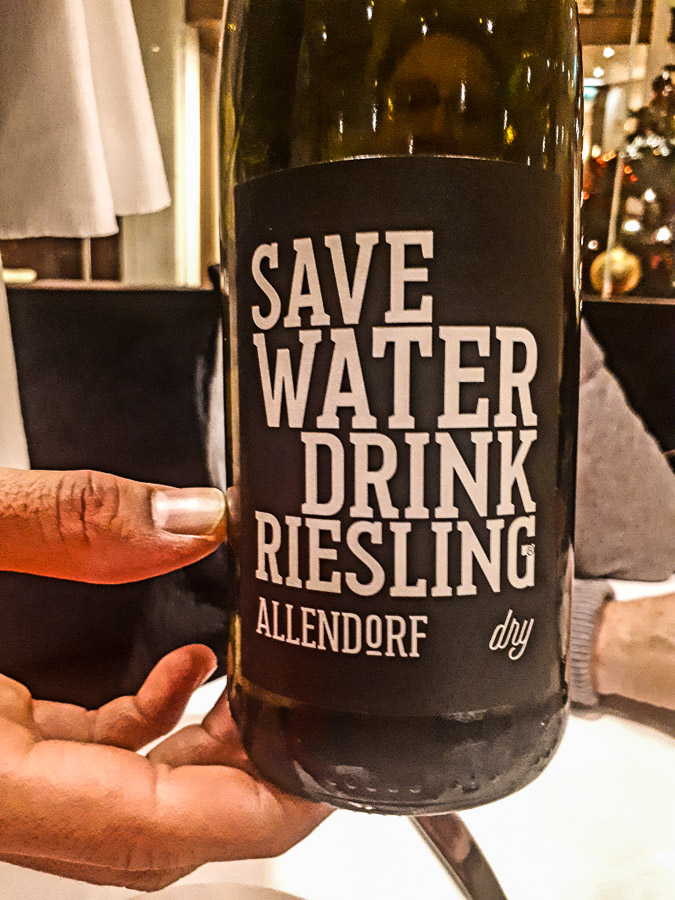 SAVE
WATER
DRINK
RIESLING
ALLENDORF dry